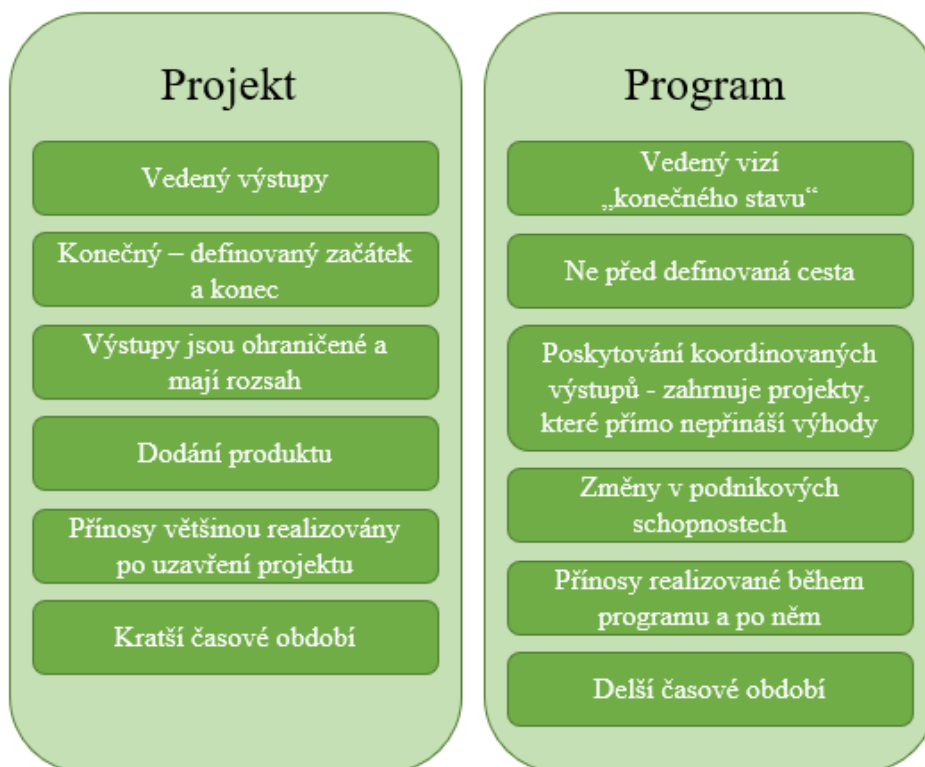 Projekt
Vedený výstupy
Konečný – definovaný začátek
a konec
Výstupy jsou ohraničené a
mají rozsah
Dodání produktu
Přínosy většinou realizovány
po uzavření projektu
Kratší časové období
Program
Vedený vizí
„konečného stavu“
Ne před definovaná cesta
Poskytování koordinovaných
výstupů - zahrnuje projekty,
které přímo nepřináší výhody
Změny v podnikových
schopnostech
Přínosy realizované během
programu a po něm
Delší časové období